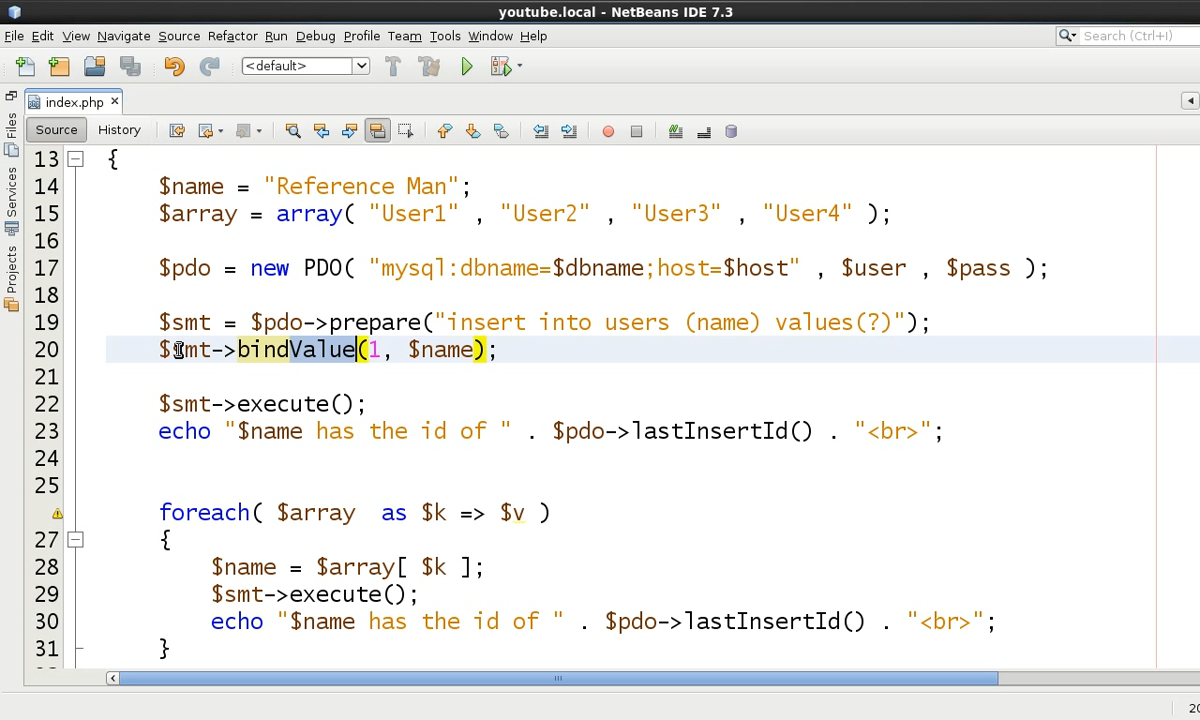 youtube.local - NetBeans IDE 7.3
File Edit View Navigate Source Refactor Run Debug Profile Team Tools Window Help
Search (Ctrl+I)
<default>
index.php
Source History
Files
Services
Projects
13 {
14 $name = "Reference Man";
15 $array = array( "User1" , "User2" , "User3" , "User4" );
16
17 $pdo = new PDO( "mysql:dbname=$dbname;host=$host" , $user , $pass );
18
19 $smt = $pdo->prepare("insert into users (name) values(?)");
20 $smt->bindValue(1, $name);
21
22 $smt->execute();
23 echo "$name has the id of " . $pdo->lastInsertId() . "<br>";
24
25
foreach( $array as $k => $v )
27 {
28 $name = $array[ $k ];
29 $smt->execute();
30 echo "$name has the id of " . $pdo->lastInsertId() . "<br>";
31 }